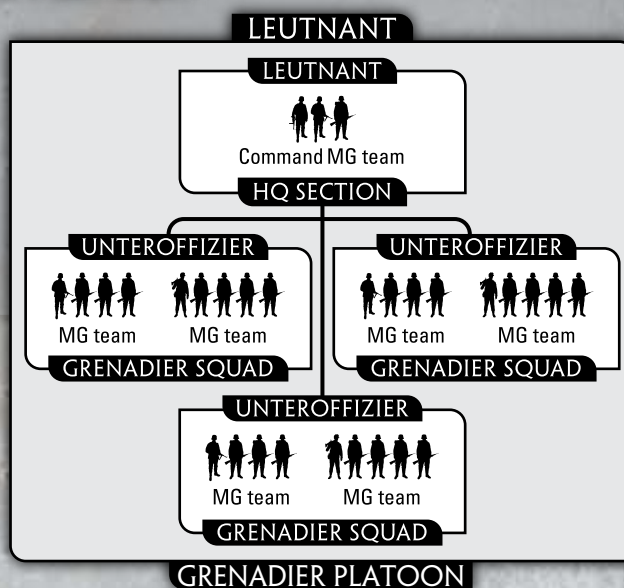 LEUTNANT
LEUTNANT
Command MG team
HQ SECTION
UNTEROFFIZIER
MG team MG team
GRENADIER SQUAD
UNTEROFFIZIER
MG team MG team
GRENADIER SQUAD
UNTEROFFIZIER
MG team MG team
GRENADIER SQUAD
GRENADIER PLATOON